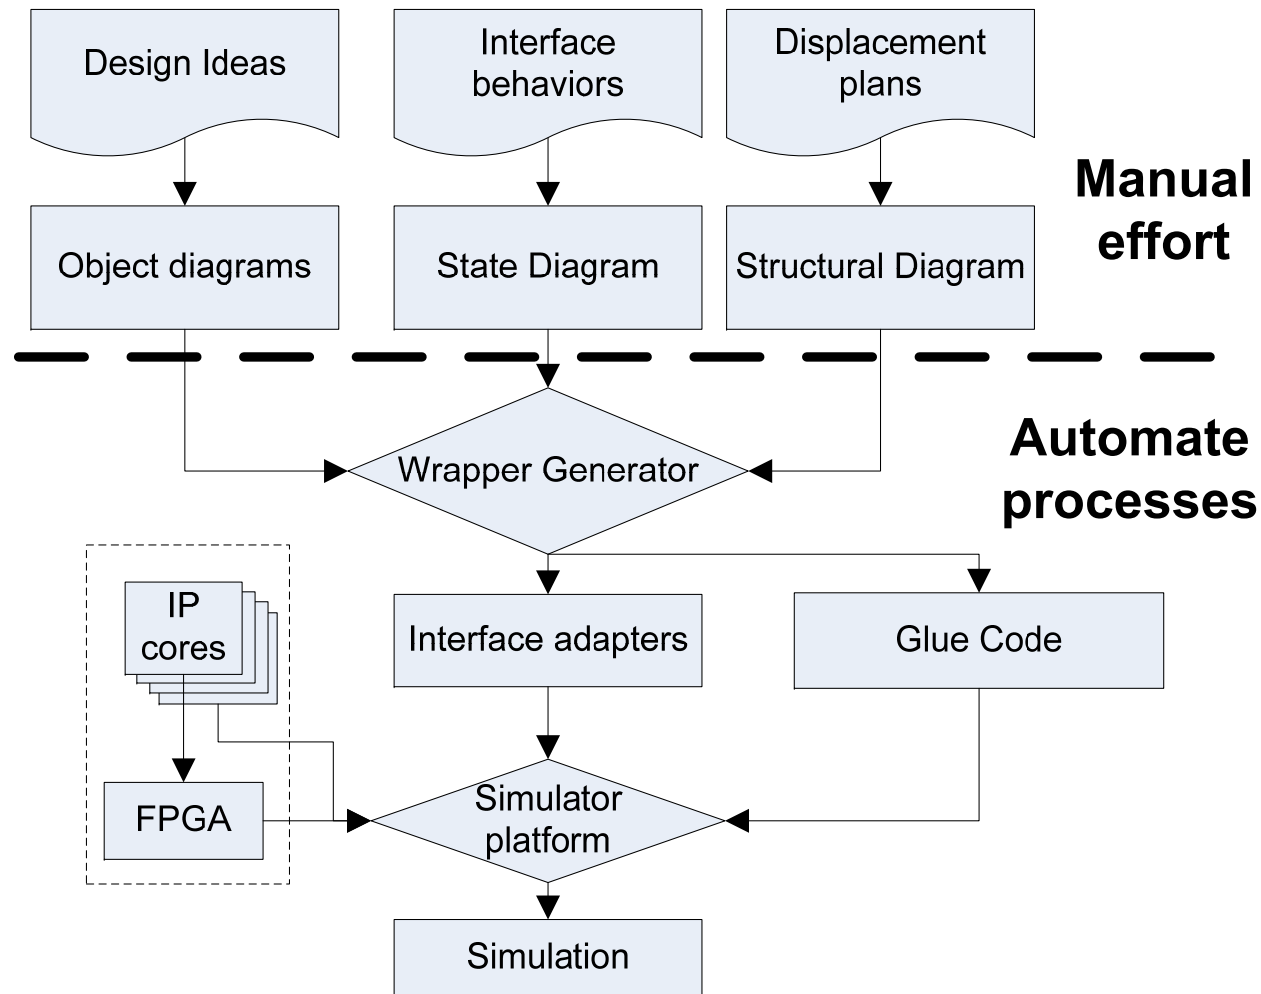 Design Ideas
Interface
behaviors
Displacement
plans
Manual
effort
Object diagrams
State Diagram
Structural Diagram
Automate
processes
Wrapper Generator
IP
cores
Interface adapters
Glue Code
FPGA
Simulator
platform
Simulation